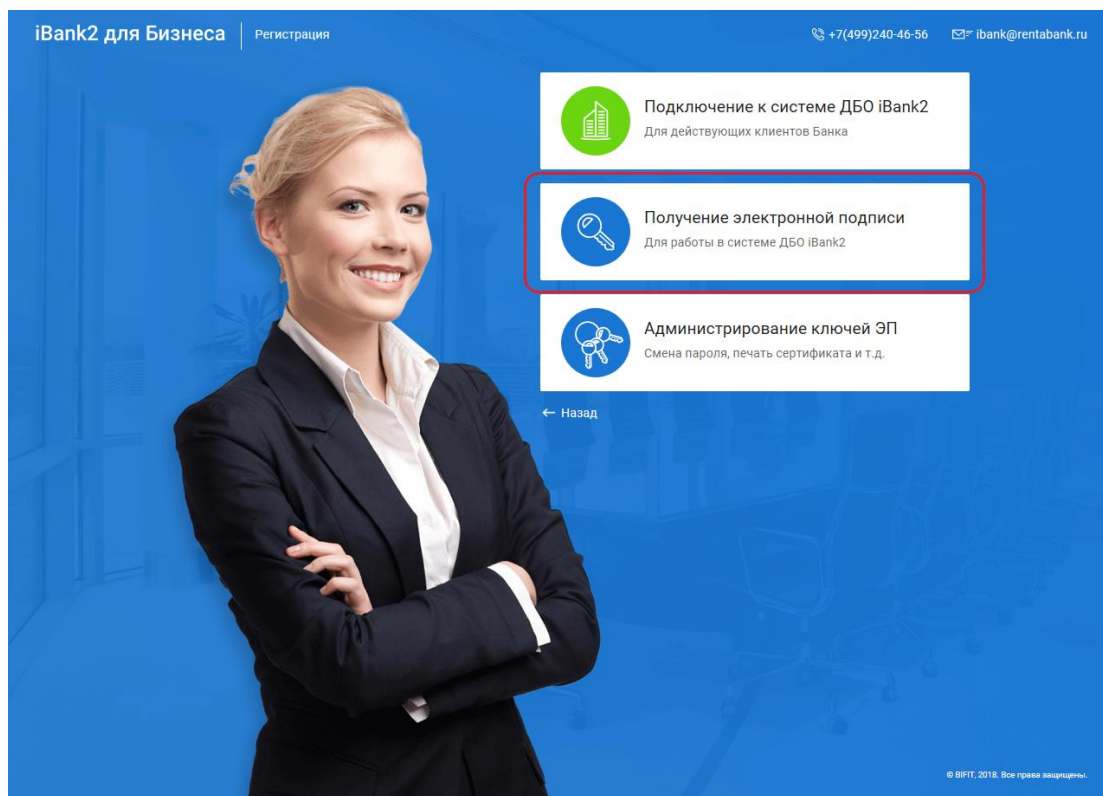 iBank2 для Бизнеса
Регистрация
+7(499)240-46-56
ibank@rentabank.ru
Подключение к системе ДБО iBank2
Для действующих клиентов Банка
Получение электронной подписи
Для работы в системе ДБО iBank2
Администрирование ключей ЭП
Смена пароля, печать сертификата и т.д.
← Назад
© BIFIT, 2018. Все права защищены.